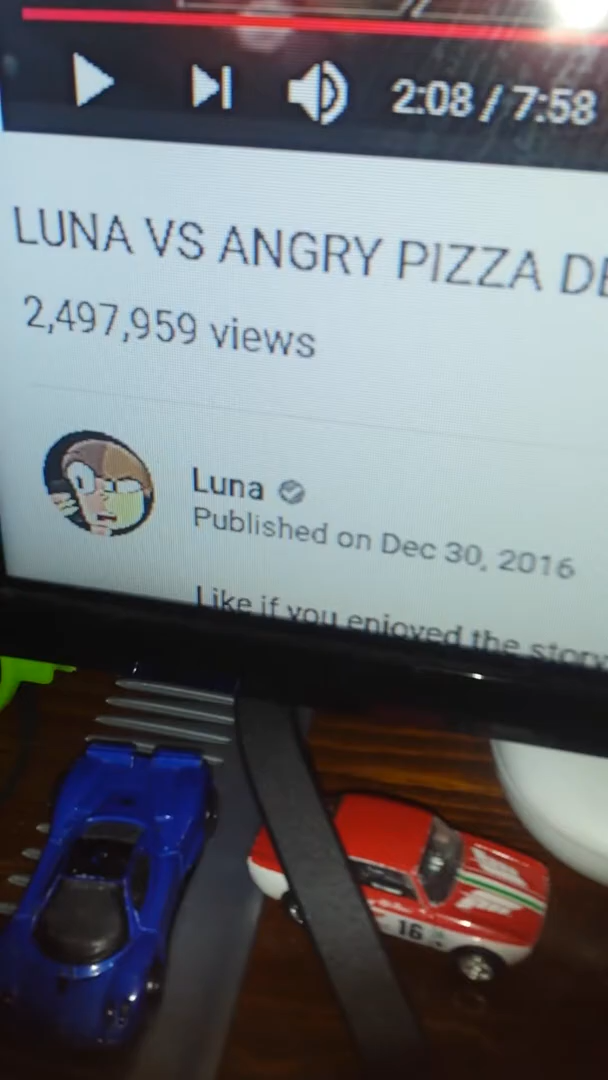 2:08 / 7:58
LUNA VS ANGRY PIZZA
2,497,959 views
Luna
Published on Dec 30, 2016
Like if you enjoyed the story
16